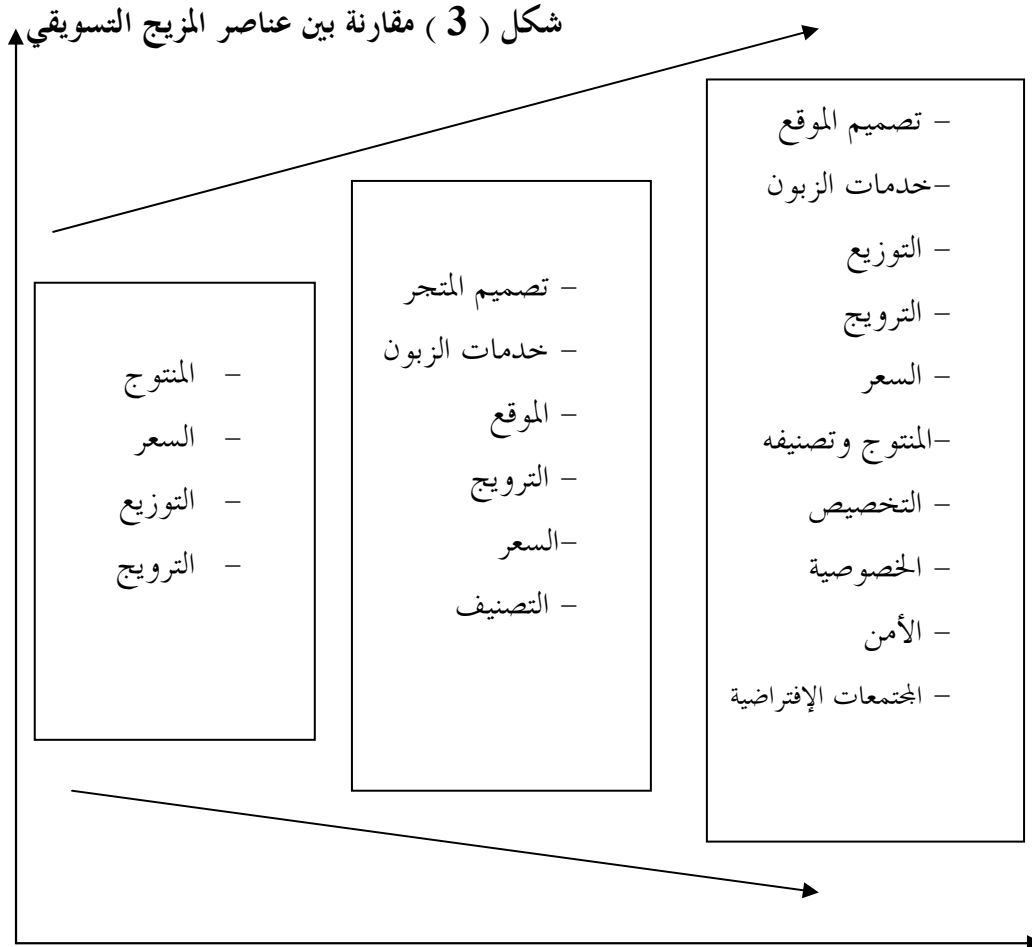 شكل ( 3 ) مقارنة بين عناصر المزيج التسويقي
- تصميم الموقع
-خدمات الزبون
- التوزيع
- الترويج
- السعر
-المنتوج وتصنيفه
- التخصيص
- الخصوصية
- الأمن
- المجتمعات الإفتراضية
- تصميم المتجر
- خدمات الزبون
- الموقع
- الترويج
-السعر
- التصنيف
- المنتوج
- السعر
- التوزيع
- الترويج